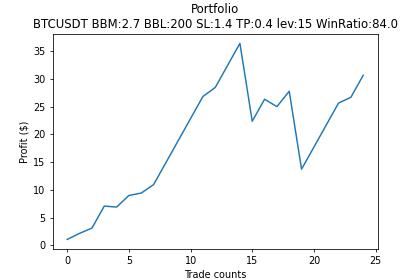 Portfolio
BTCUSDT BBM:2.7 BBL:200 SL:1.4 TP:0.4 lev:15 WinRatio:84.0
35
30
25
20
15
10
5
0
Profit ($)
0 5 10 15 20 25
Trade counts